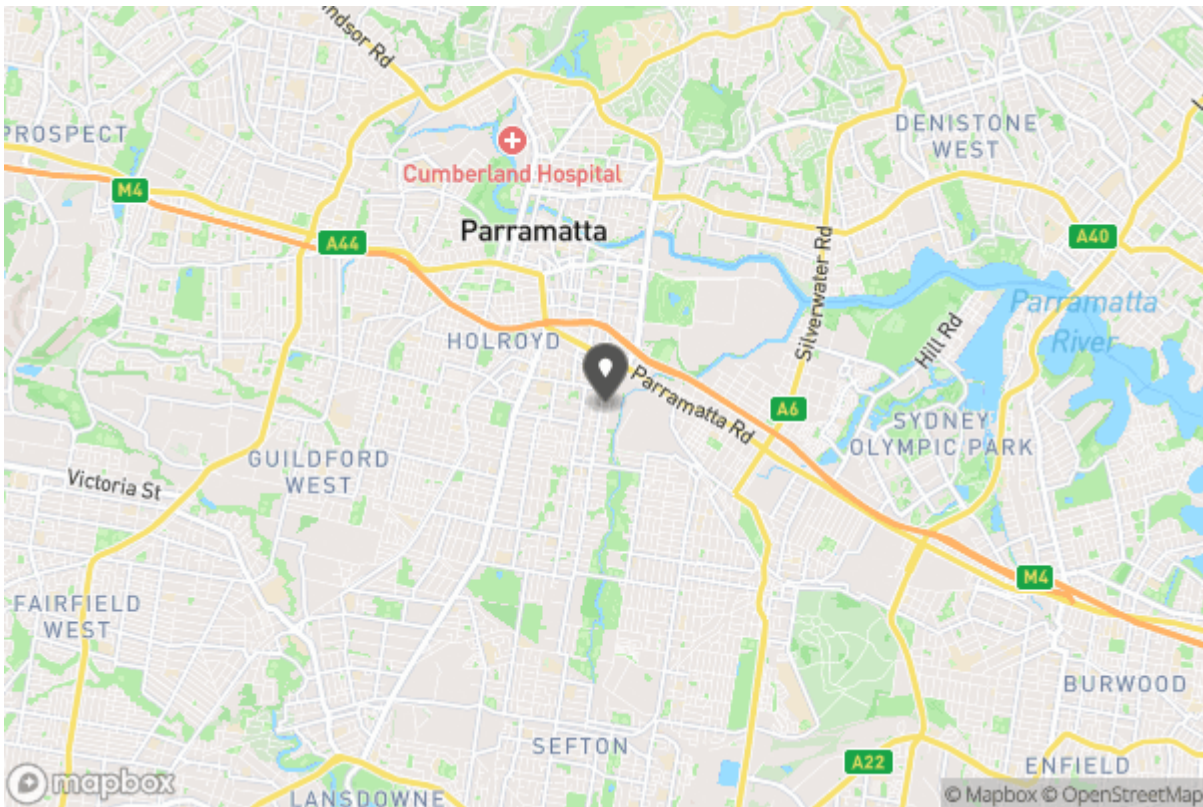 ndsor Rd
PROSPECT
DENISTONE
WEST
Cumberland Hospital
M4
Parramatta
A44
A40
Silverwater Rd
Parramatta
River
Hill Rd
HOLROYD
Parramatta Rd
A6
SYDNEY
OLYMPIC PARK
GUILDFORD
WEST
Victoria St
M4
FAIRFIELD
WEST
BURWOOD
SEFTON
A22
ENFIELD
mapbox
LANSDOWNE
© Mapbox © OpenStreetMap